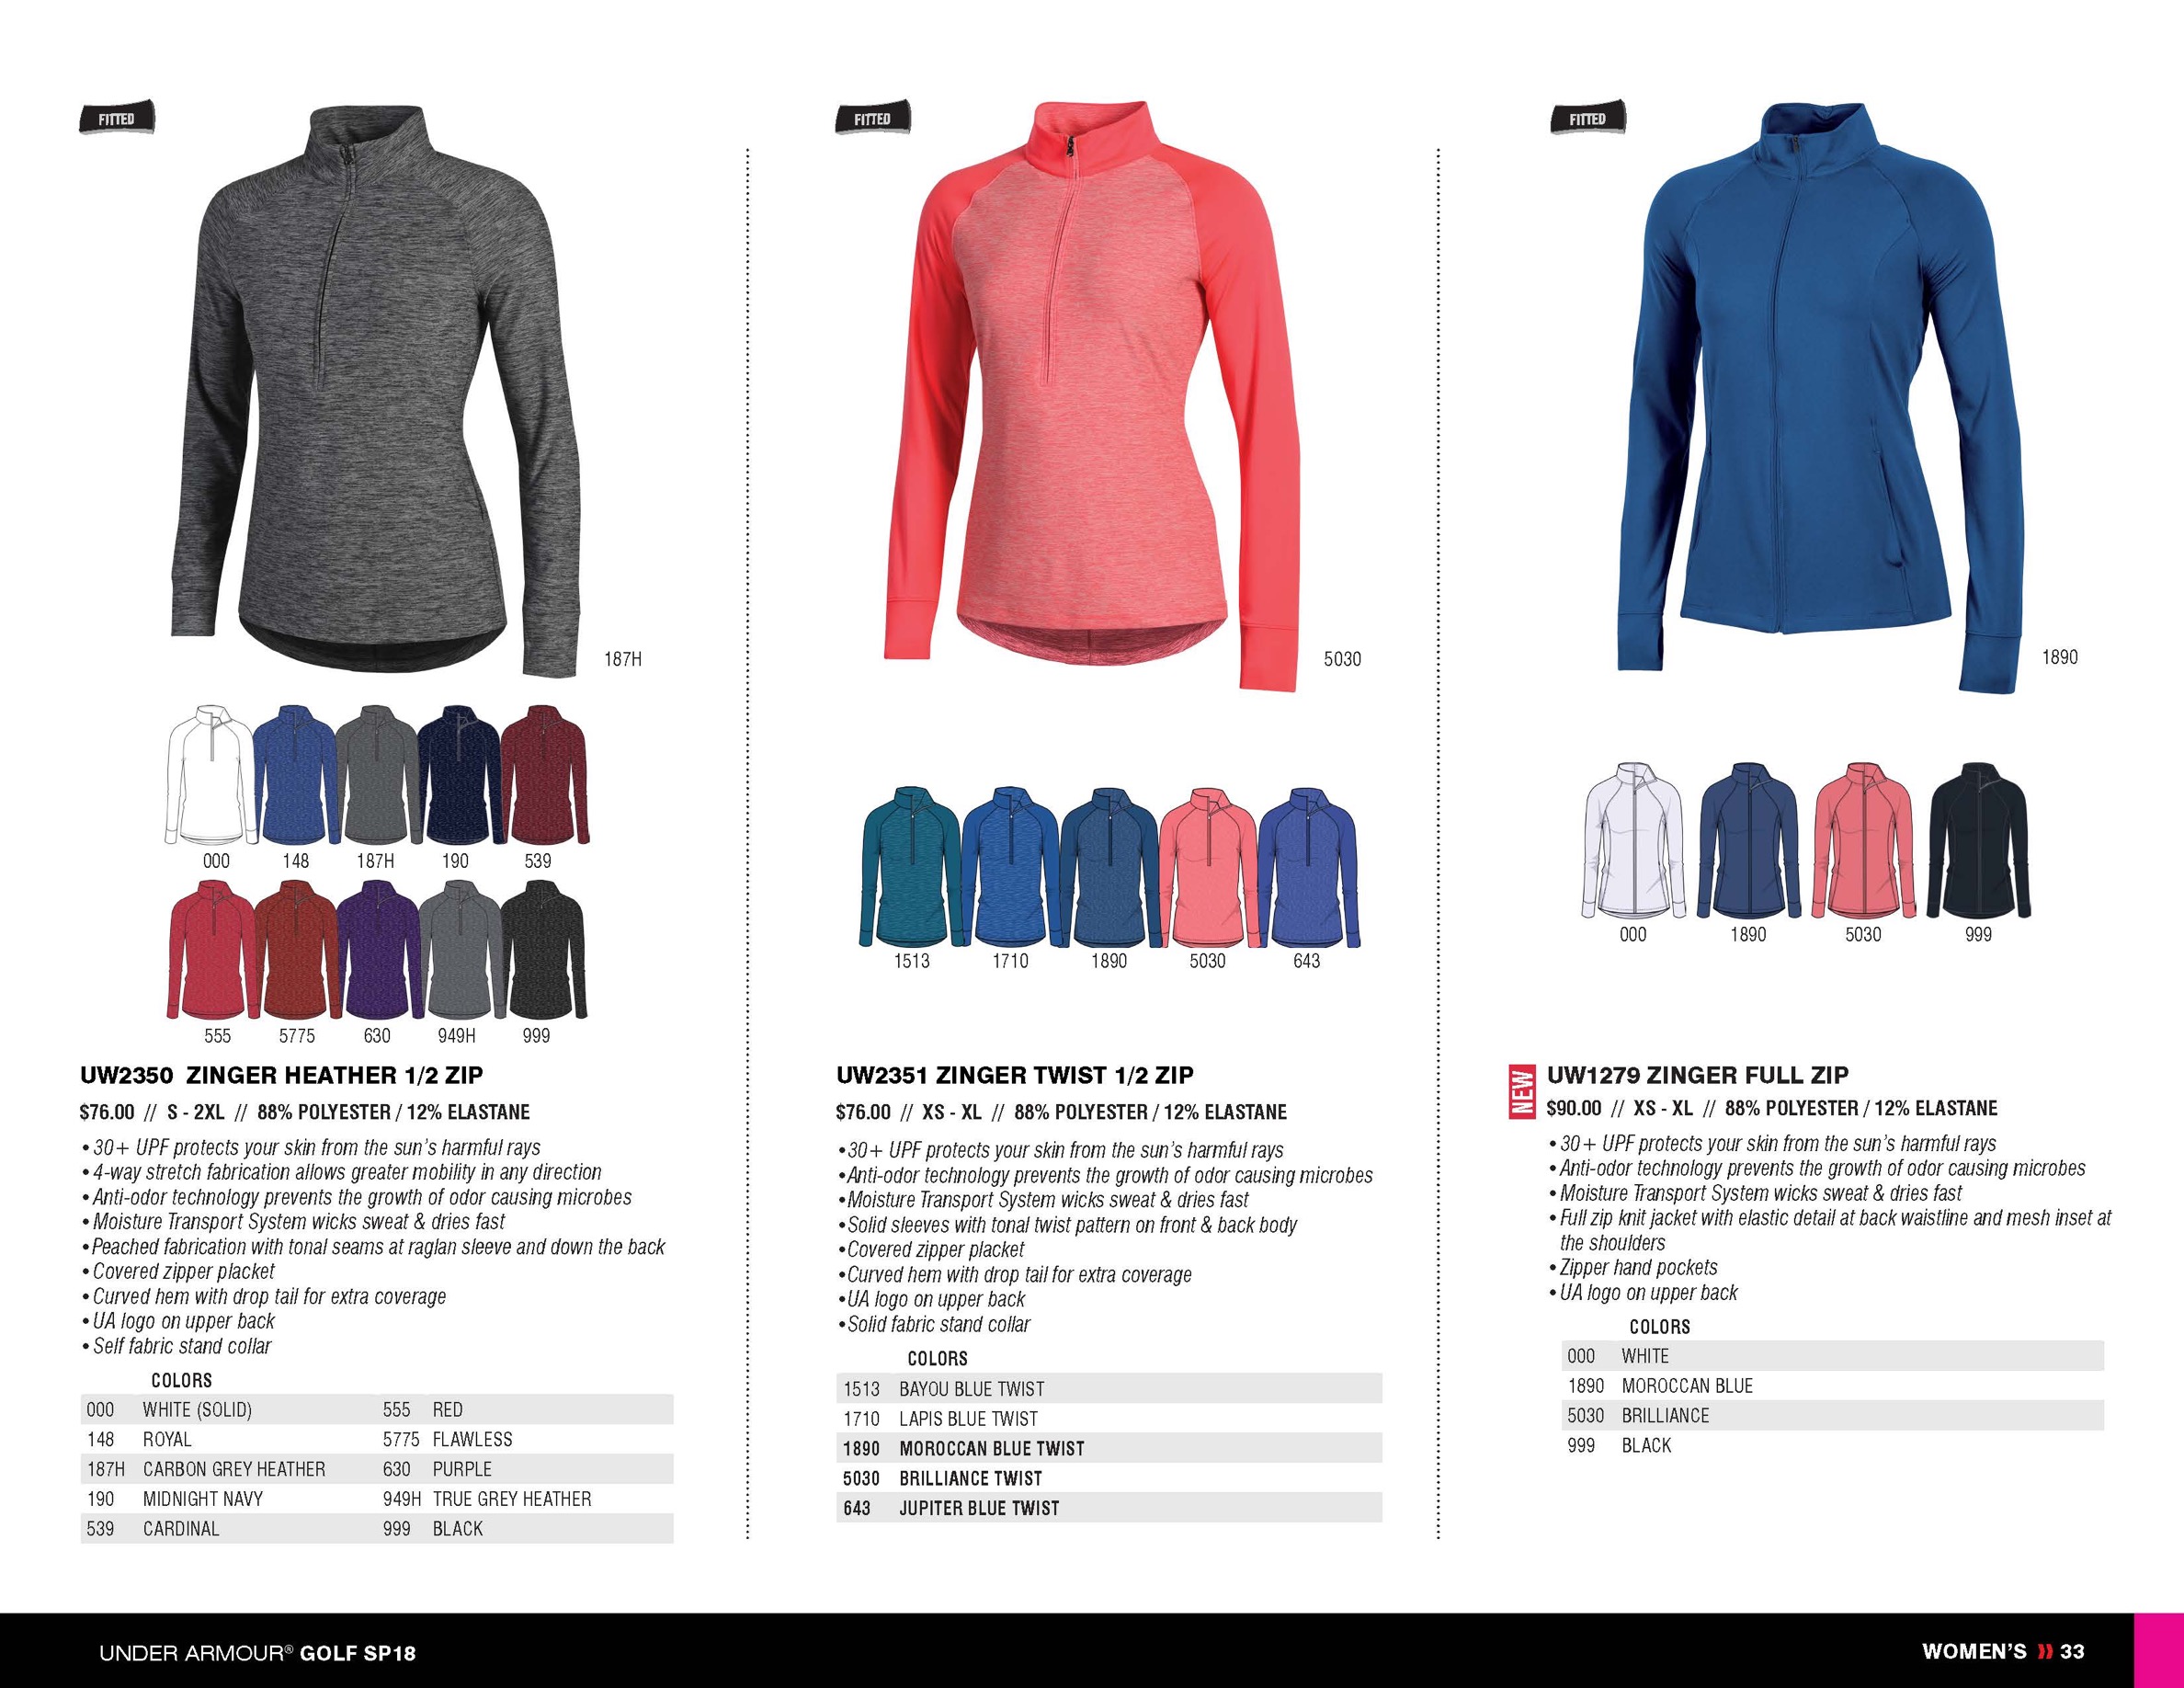 FITTED
187H
000 148 187H 190 539
555 5775 630 949H 999
UW2350 ZINGER HEATHER 1/2 ZIP
$76.00 // S - 2XL // 88% POLYESTER / 12% ELASTANE
• 30+ UPF protects your skin from the sun's harmful rays
• 4-way stretch fabrication allows greater mobility in any direction
• Anti-odor technology prevents the growth of odor causing microbes
• Moisture Transport System wicks sweat & dries fast
• Peached fabrication with tonal seams at raglan sleeve and down the back
• Covered zipper placket
• Curved hem with drop tail for extra coverage
• UA logo on upper back
• Self fabric stand collar
COLORS
000 WHITE (SOLID) 555 RED
148 ROYAL 5775 FLAWLESS
187H CARBON GREY HEATHER 630 PURPLE
190 MIDNIGHT NAVY 949H TRUE GREY HEATHER
539 CARDINAL 999 BLACK
FITTED
5030
1513 1710 1890 5030 643
UW2351 ZINGER TWIST 1/2 ZIP
$76.00 // XS - XL // 88% POLYESTER / 12% ELASTANE
• 30+ UPF protects your skin from the sun's harmful rays
• Anti-odor technology prevents the growth of odor causing microbes
• Moisture Transport System wicks sweat & dries fast
• Solid sleeves with tonal twist pattern on front & back body
• Covered zipper placket
• Curved hem with drop tail for extra coverage
• UA logo on upper back
• Solid fabric stand collar
COLORS
1513 BAYOU BLUE TWIST
1710 LAPIS BLUE TWIST
1890 MOROCCAN BLUE TWIST
5030 BRILLIANCE TWIST
643 JUPITER BLUE TWIST
FITTED
1890
000 1890 5030 999
NEW
UW1279 ZINGER FULL ZIP
$90.00 // XS - XL // 88% POLYESTER / 12% ELASTANE
• 30+ UPF protects your skin from the sun's harmful rays
• Anti-odor technology prevents the growth of odor causing microbes
• Moisture Transport System wicks sweat & dries fast
• Full zip knit jacket with elastic detail at back waistline and mesh inset at
the shoulders
• Zipper hand pockets
• UA logo on upper back
COLORS
000 WHITE
1890 MOROCCAN BLUE
5030 BRILLIANCE
999 BLACK
UNDER ARMOUR® GOLF SP18
WOMEN'S 33